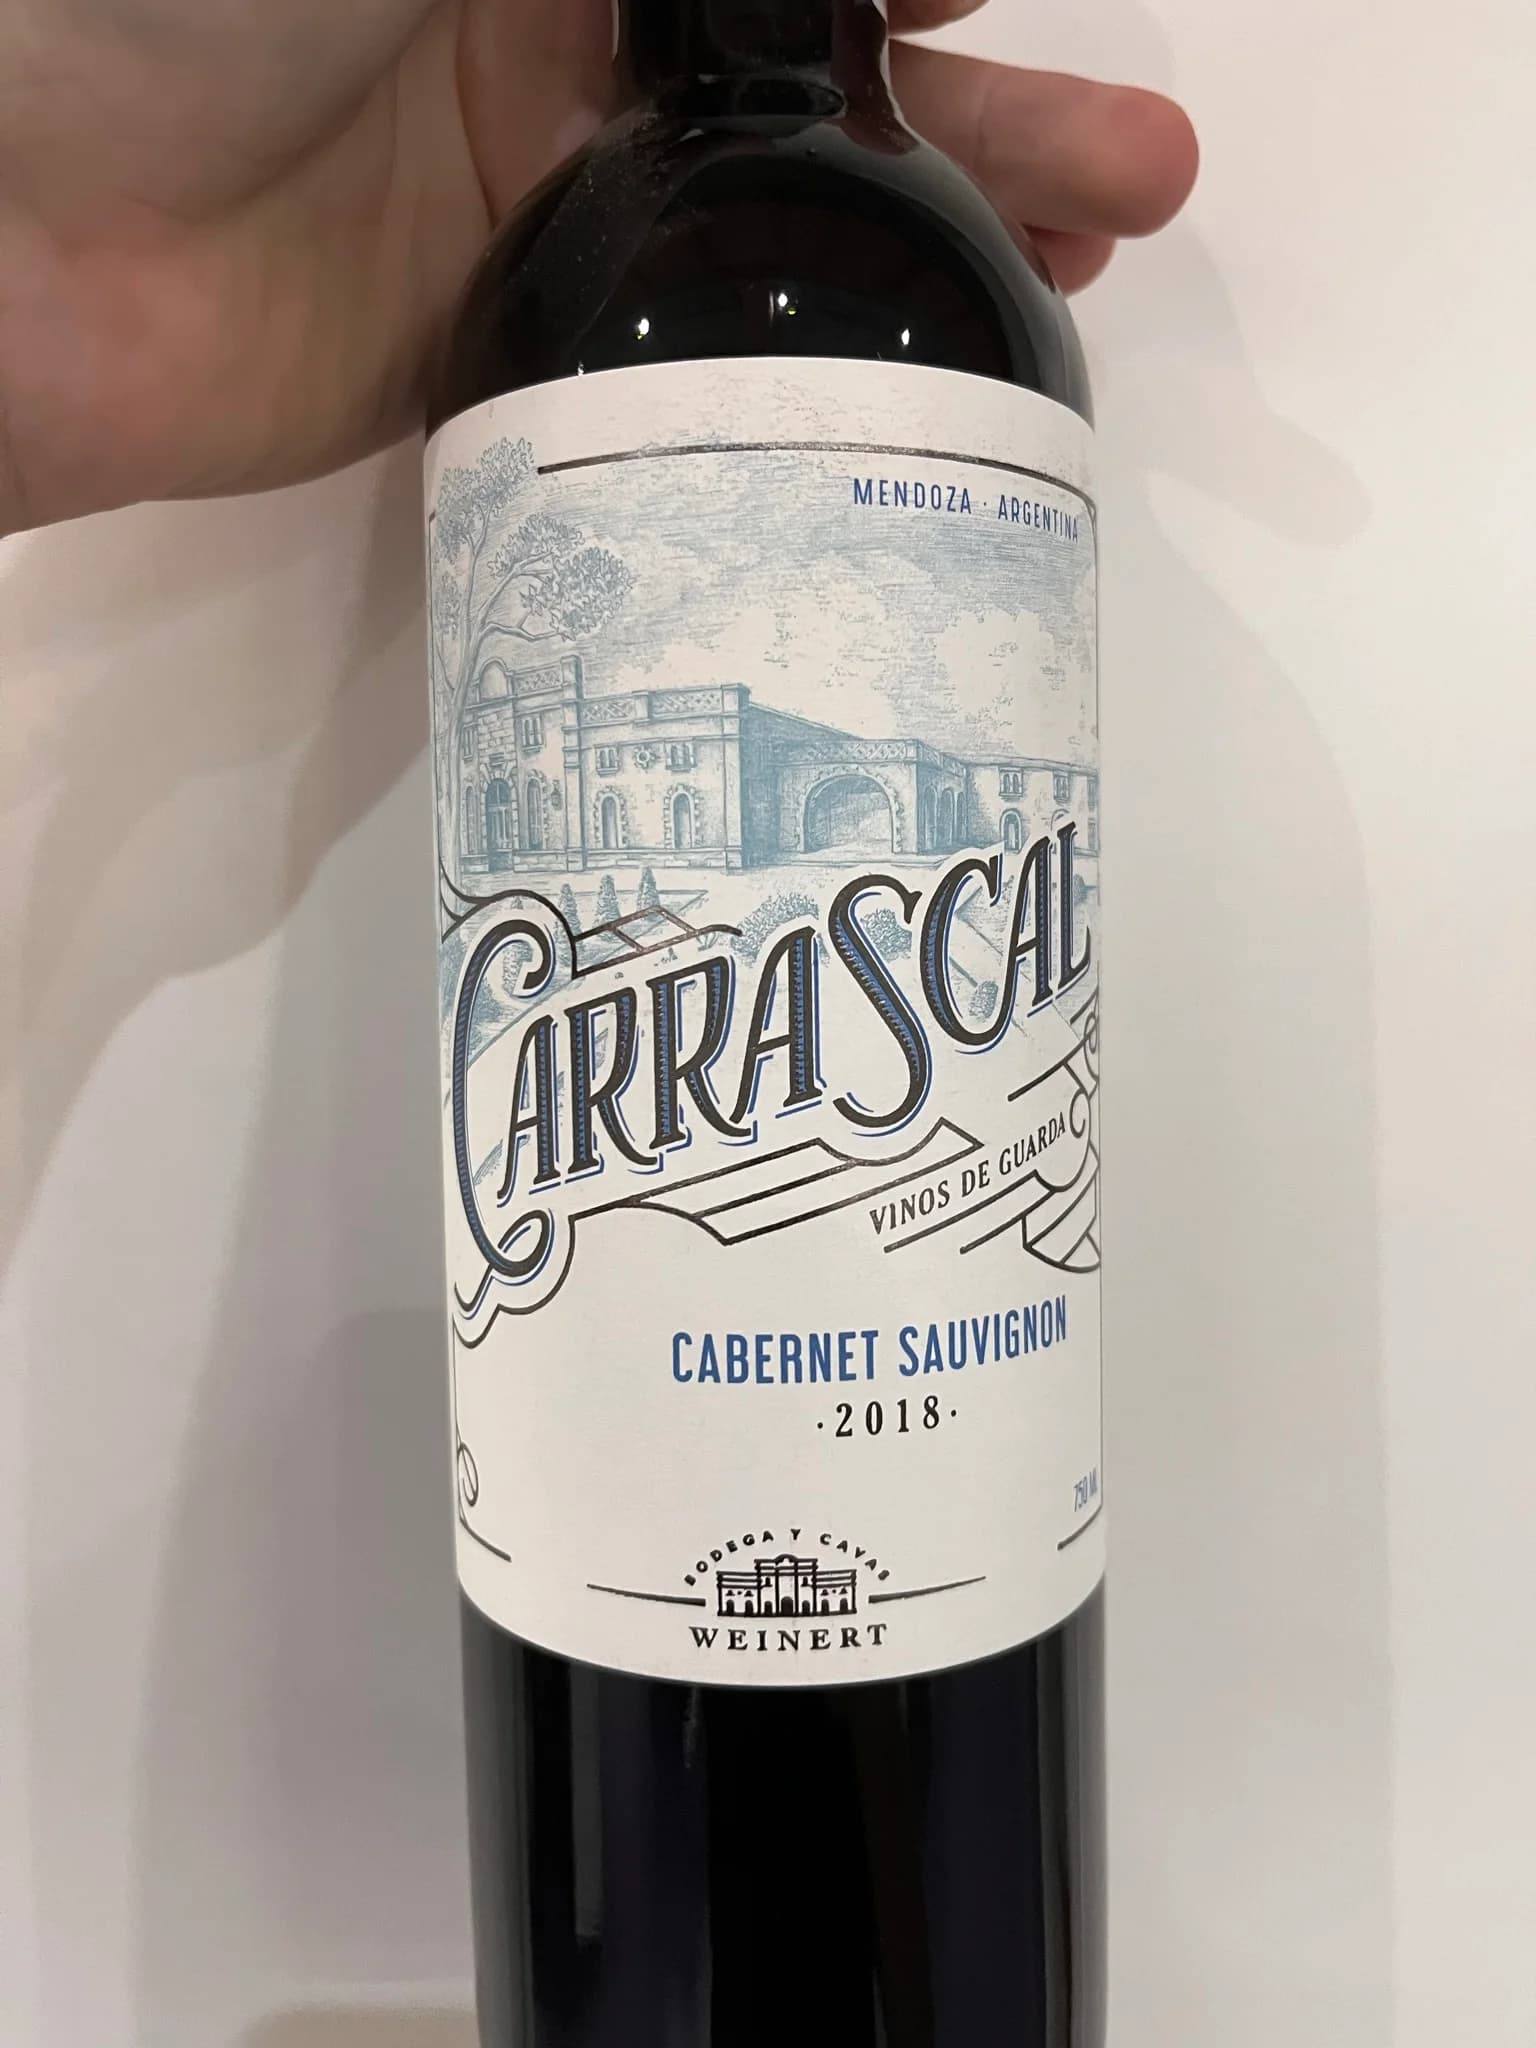 MENDOZA · ARGENTINA
CARRASCAL
VINOS DE GUARDA
CABERNET SAUVIGNON
·2018·
750 ML
BODEGA Y CAVAS
WEINERT